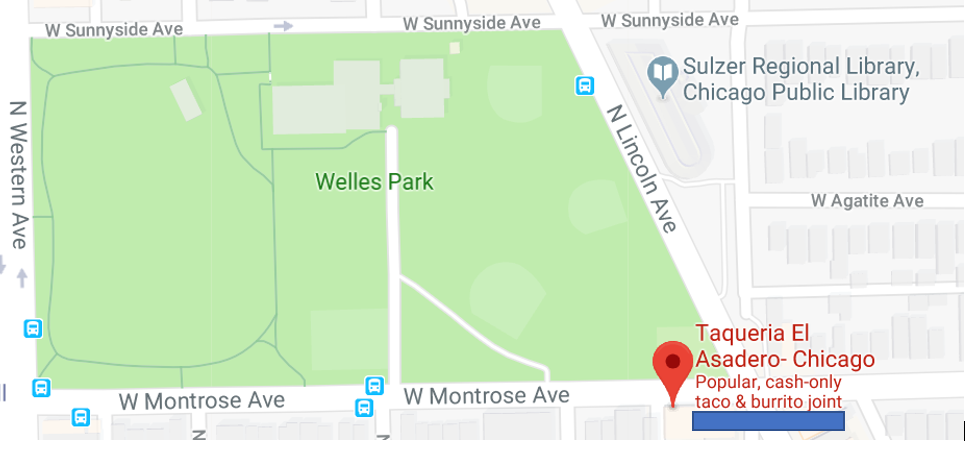 W Sunnyside Ave
W Sunnyside Ave
W Sunnyside Ave
Sulzer Regional Library,
Chicago Public Library
N Western Ave
N Lincoln Ave
Welles Park
W Agatite Ave
Taqueria El
Asadero- Chicago
Popular, cash-only
taco & burrito joint
W Montrose Ave
W Montrose Ave
N
N